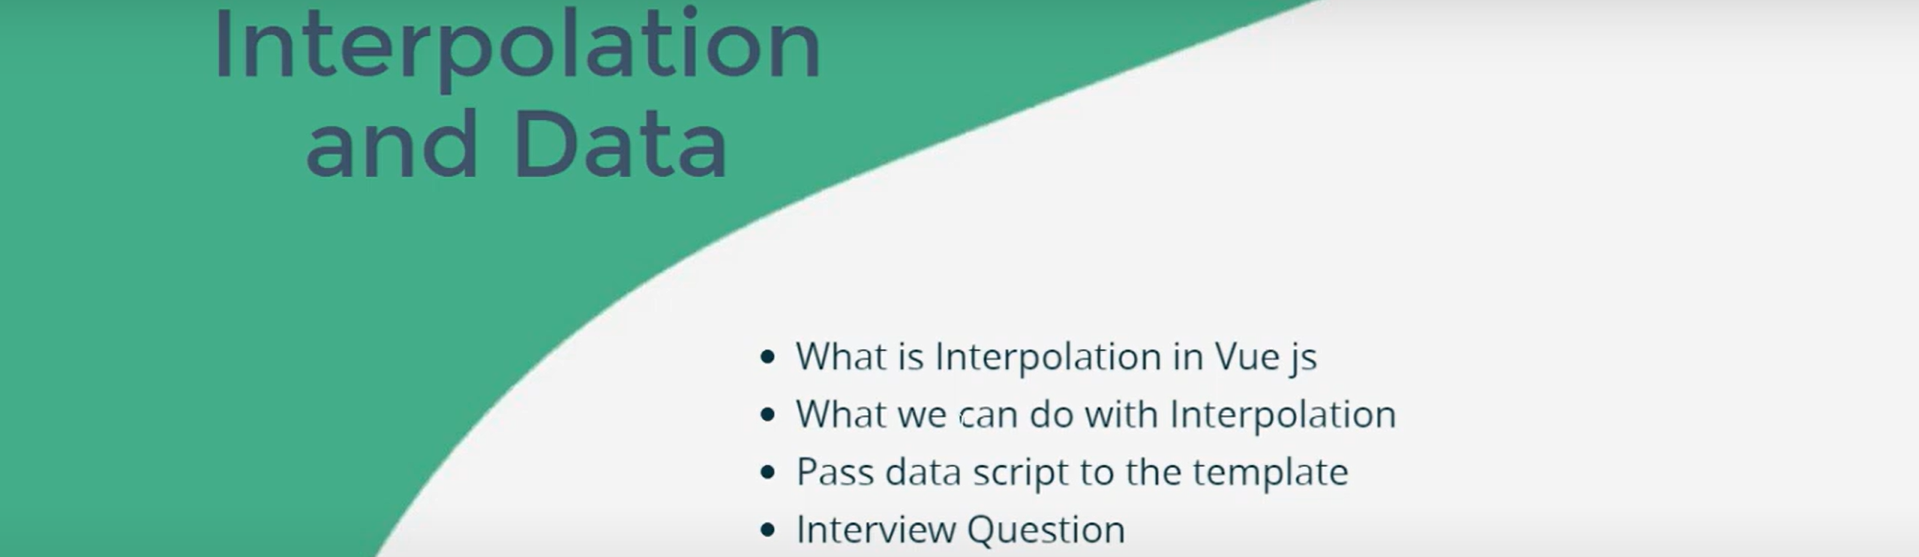 Interpolation
and Data
What is Interpolation in Vue js
What we can do with Interpolation
Pass data script to the template
Interview Question